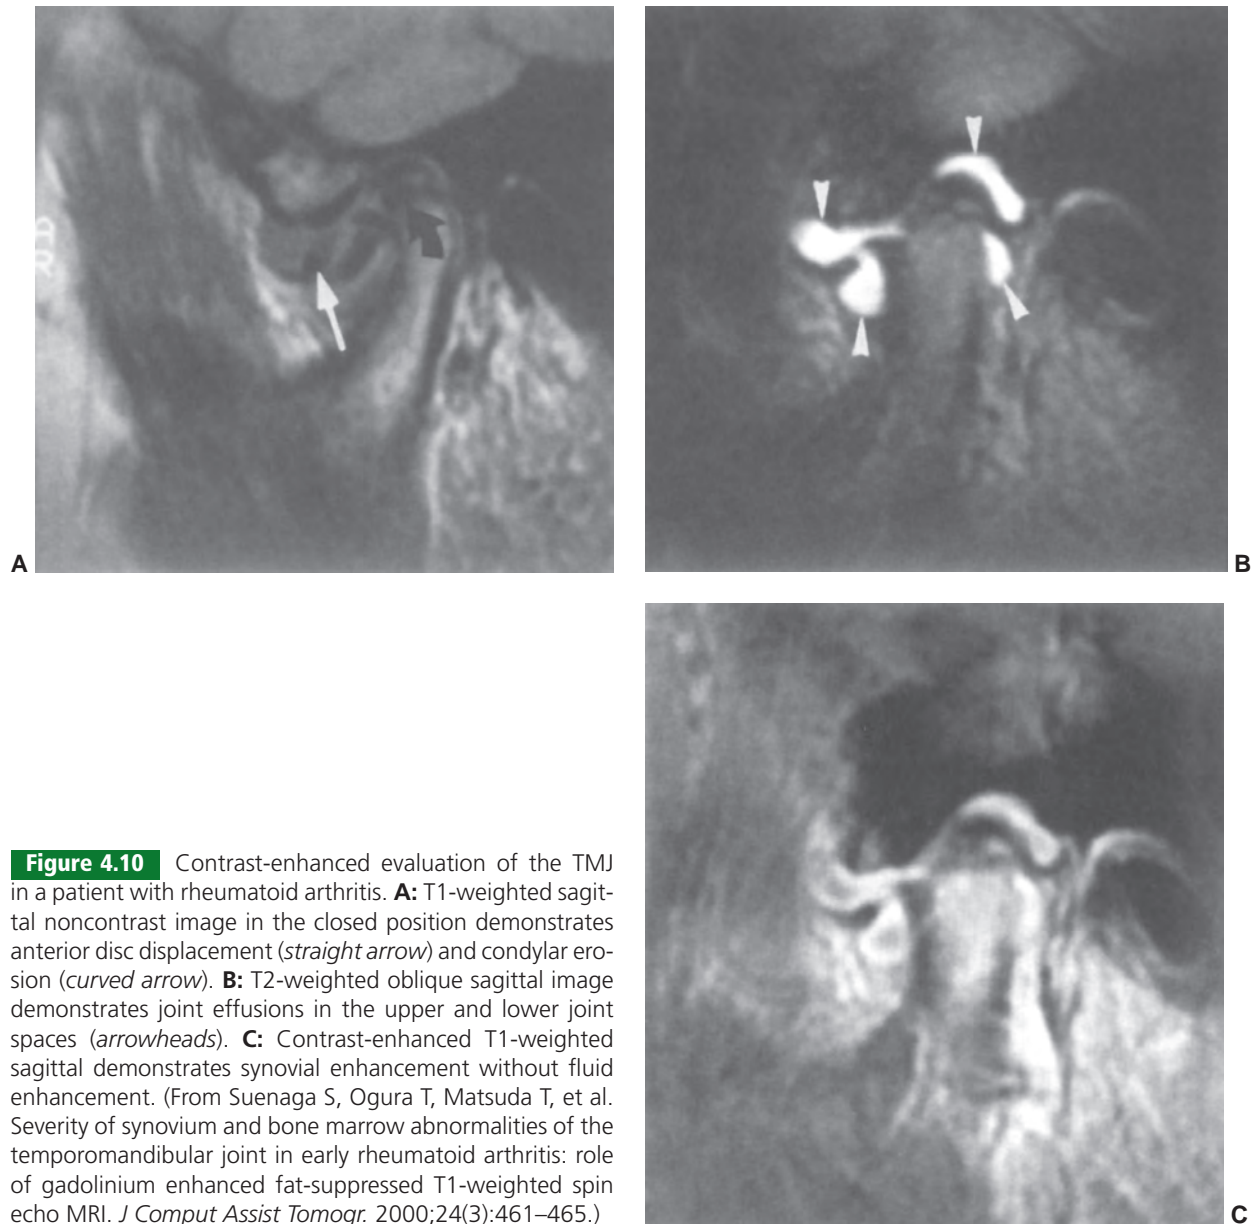 A
B
Figure 4.10 Contrast-enhanced evaluation of the TMJ
in a patient with rheumatoid arthritis. A: T1-weighted sagit-
tal noncontrast image in the closed position demonstrates
anterior disc displacement (straight arrow) and condylar ero-
sion (curved arrow). B: T2-weighted oblique sagittal image
demonstrates joint effusions in the upper and lower joint
spaces (arrowheads). C: Contrast-enhanced T1-weighted
sagittal demonstrates synovial enhancement without fluid
enhancement. (From Suenaga S, Ogura T, Matsuda T, et al.
Severity of synovium and bone marrow abnormalities of the
temporomandibular joint in early rheumatoid arthritis: role
of gadolinium enhanced fat-suppressed T1-weighted spin
echo MRI. J Comput Assist Tomogr. 2000;24(3):461–465.)
C